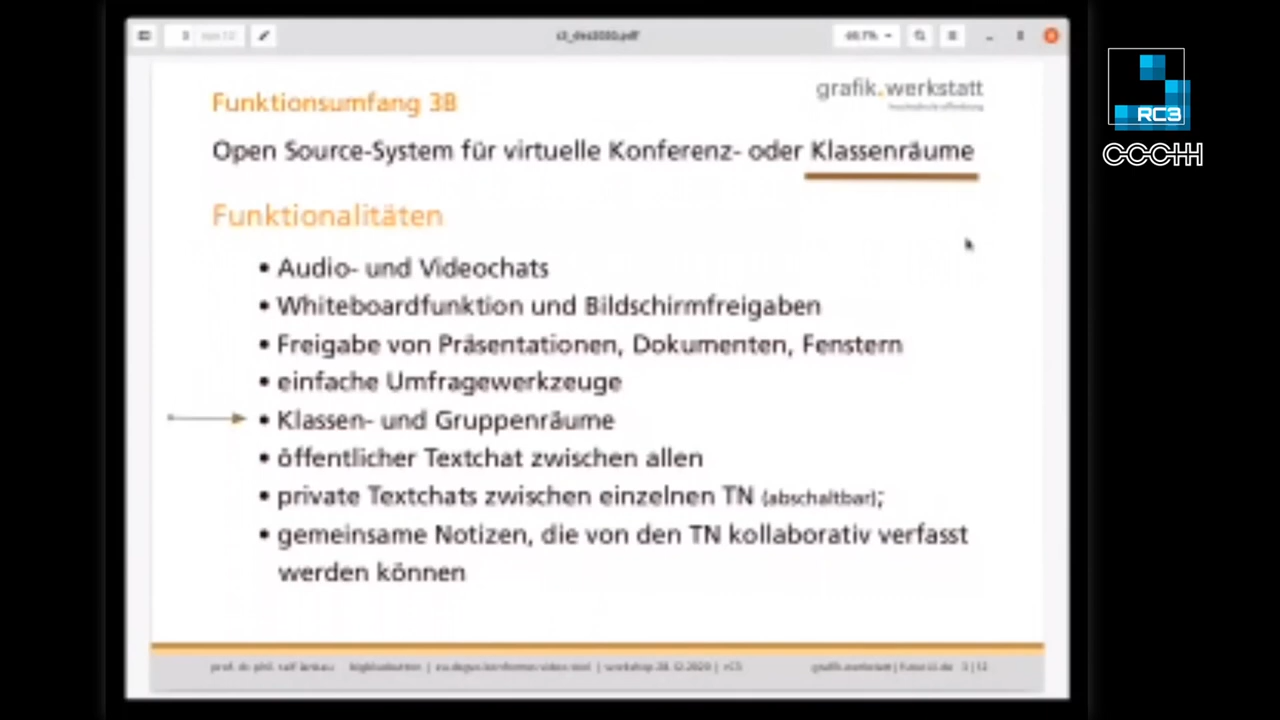 Funktionsumfang 3B
grafik.werkstatt
Open Source-System für virtuelle Konferenz- oder Klassenräume
Funktionalitäten
• Audio- und Videochats
• Whiteboardfunktion und Bildschirmfreigaben
• Freigabe von Präsentationen, Dokumenten, Fenstern
• einfache Umfragewerkzeuge
• Klassen- und Gruppenräume
• öffentlicher Textchat zwischen allen
• private Textchats zwischen einzelnen TN (abschaltbar);
• gemeinsame Notizen, die von den TN kollaborativ verfasst
werden können
RC3
CCCHH